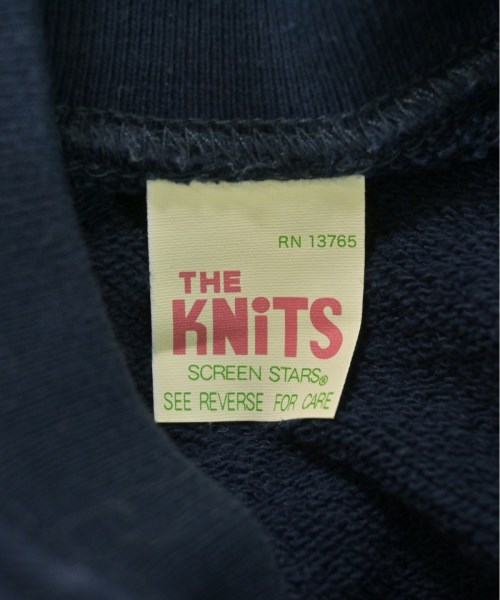 RN 13765
THE
KNiTS
SCREEN STARS®
SEE REVERSE FOR CARE